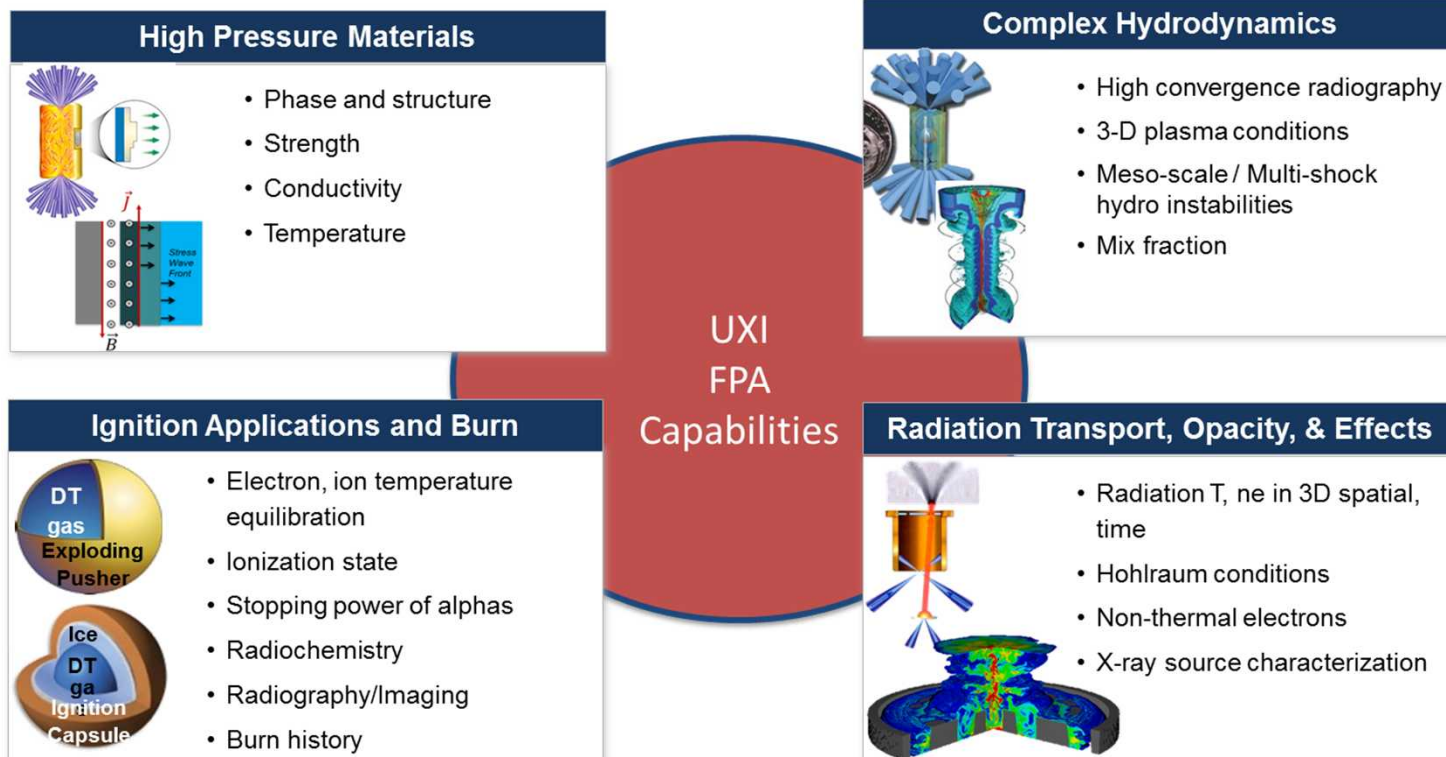 High Pressure Materials
• Phase and structure
• Strength
• Conductivity
• Temperature
j
Stress
Wave
Front
B
Complex Hydrodynamics
• High convergence radiography
• 3-D plasma conditions
• Meso-scale / Multi-shock
hydro instabilities
• Mix fraction
UXI
FPA
Capabilities
Ignition Applications and Burn
DT
gas
Exploding
Pusher
Ice
DT
ga
Ignition
Capsule
• Electron, ion temperature
equilibration
• Ionization state
• Stopping power of alphas
• Radiochemistry
• Radiography/Imaging
• Burn history
Radiation Transport, Opacity, & Effects
• Radiation T, ne in 3D spatial,
time
• Hohlraum conditions
• Non-thermal electrons
• X-ray source characterization